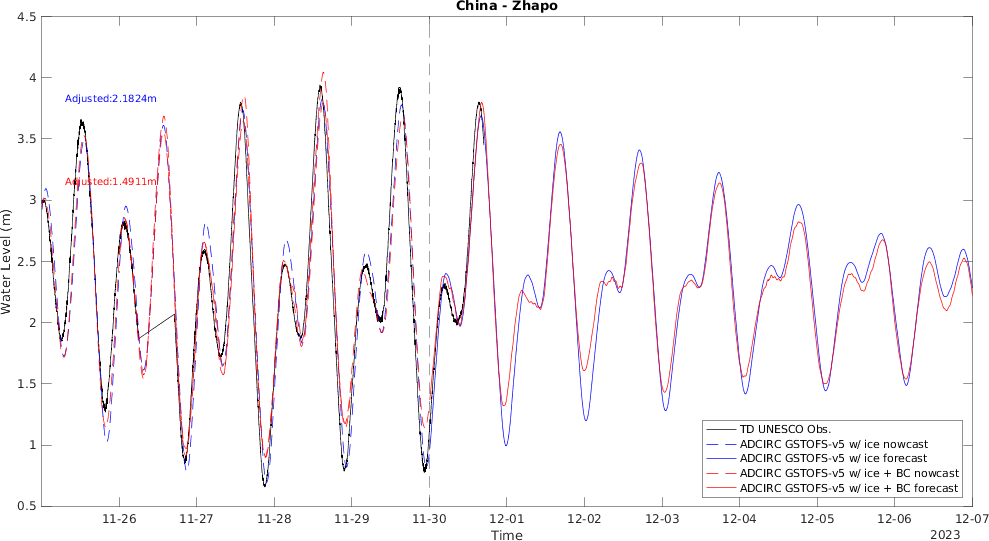 China - Zhapo
4.5
4
3.5
3
2.5
2
1.5
1
0.5
Water Level (m)
Adjusted:2.1824m
Adjusted:1.4911m
TD UNESCO Obs.
ADCIRC GSTOFS-v5 w/ ice nowcast
ADCIRC GSTOFS-v5 w/ ice forecast
ADCIRC GSTOFS-v5 w/ ice + BC nowcast
ADCIRC GSTOFS-v5 w/ ice + BC forecast
11-26 11-27 11-28 11-29 11-30 12-01 12-02 12-03 12-04 12-05 12-06 12-07
Time
2023